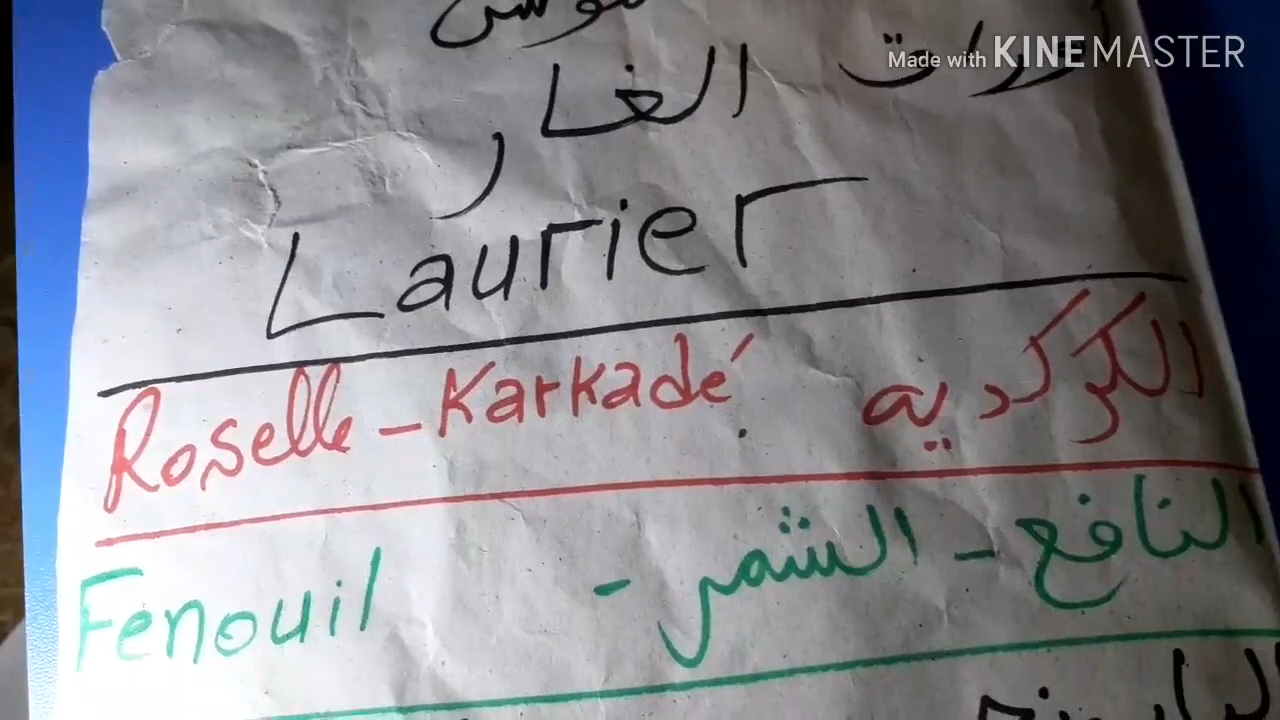 Made with KINEMASTER
الغار
Laurier
الكركديه Roselle - Karkadé
النافع - الشمر - Fenouil